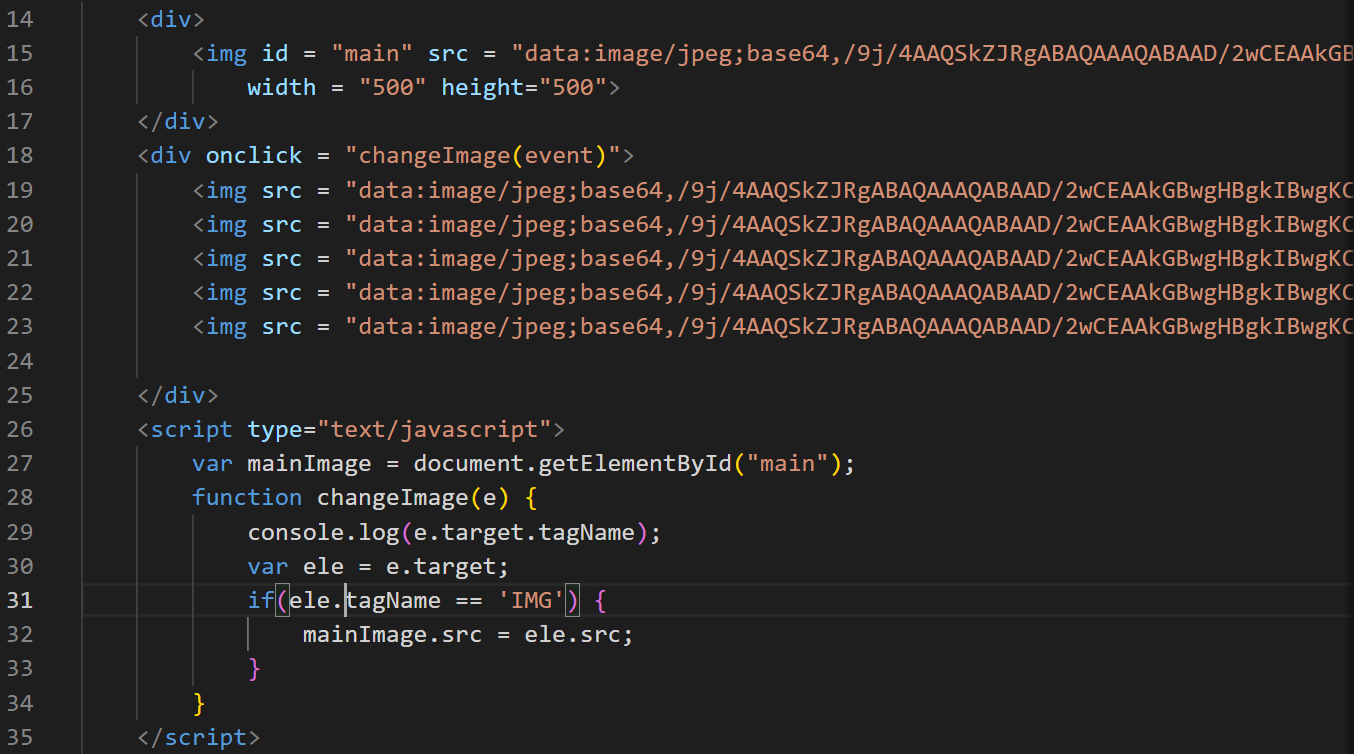 14 <div>
15 <img id = "main" src = "data:image/jpeg;base64,/9j/4AAQSkZJRgABAQAAAQABAAD/2wCEAAkGB
16 width = "500" height="500">
17 </div>
18 <div onclick = "changeImage(event)">
19 <img src = "data:image/jpeg;base64,/9j/4AAQSkZJRgABAQAAAQABAAD/2wCEAAkGBwgHBgkIBwgKC
20 <img src = "data:image/jpeg;base64,/9j/4AAQSkZJRgABAQAAAQABAAD/2wCEAAkGBwgHBgkIBwgKC
21 <img src = "data:image/jpeg;base64,/9j/4AAQSkZJRgABAQAAAQABAAD/2wCEAAkGBwgHBgkIBwgKC
22 <img src = "data:image/jpeg;base64,/9j/4AAQSkZJRgABAQAAAQABAAD/2wCEAAkGBwgHBgkIBwgKC
23 <img src = "data:image/jpeg;base64,/9j/4AAQSkZJRgABAQAAAQABAAD/2wCEAAkGBwgHBgkIBwgKC
24
25 </div>
26 <script type="text/javascript">
27 var mainImage = document.getElementById("main");
28 function changeImage(e) {
29 console.log(e.target.tagName);
30 var ele = e.target;
31 if(ele.tagName == 'IMG') {
32 mainImage.src = ele.src;
33 }
34 }
35 </script>